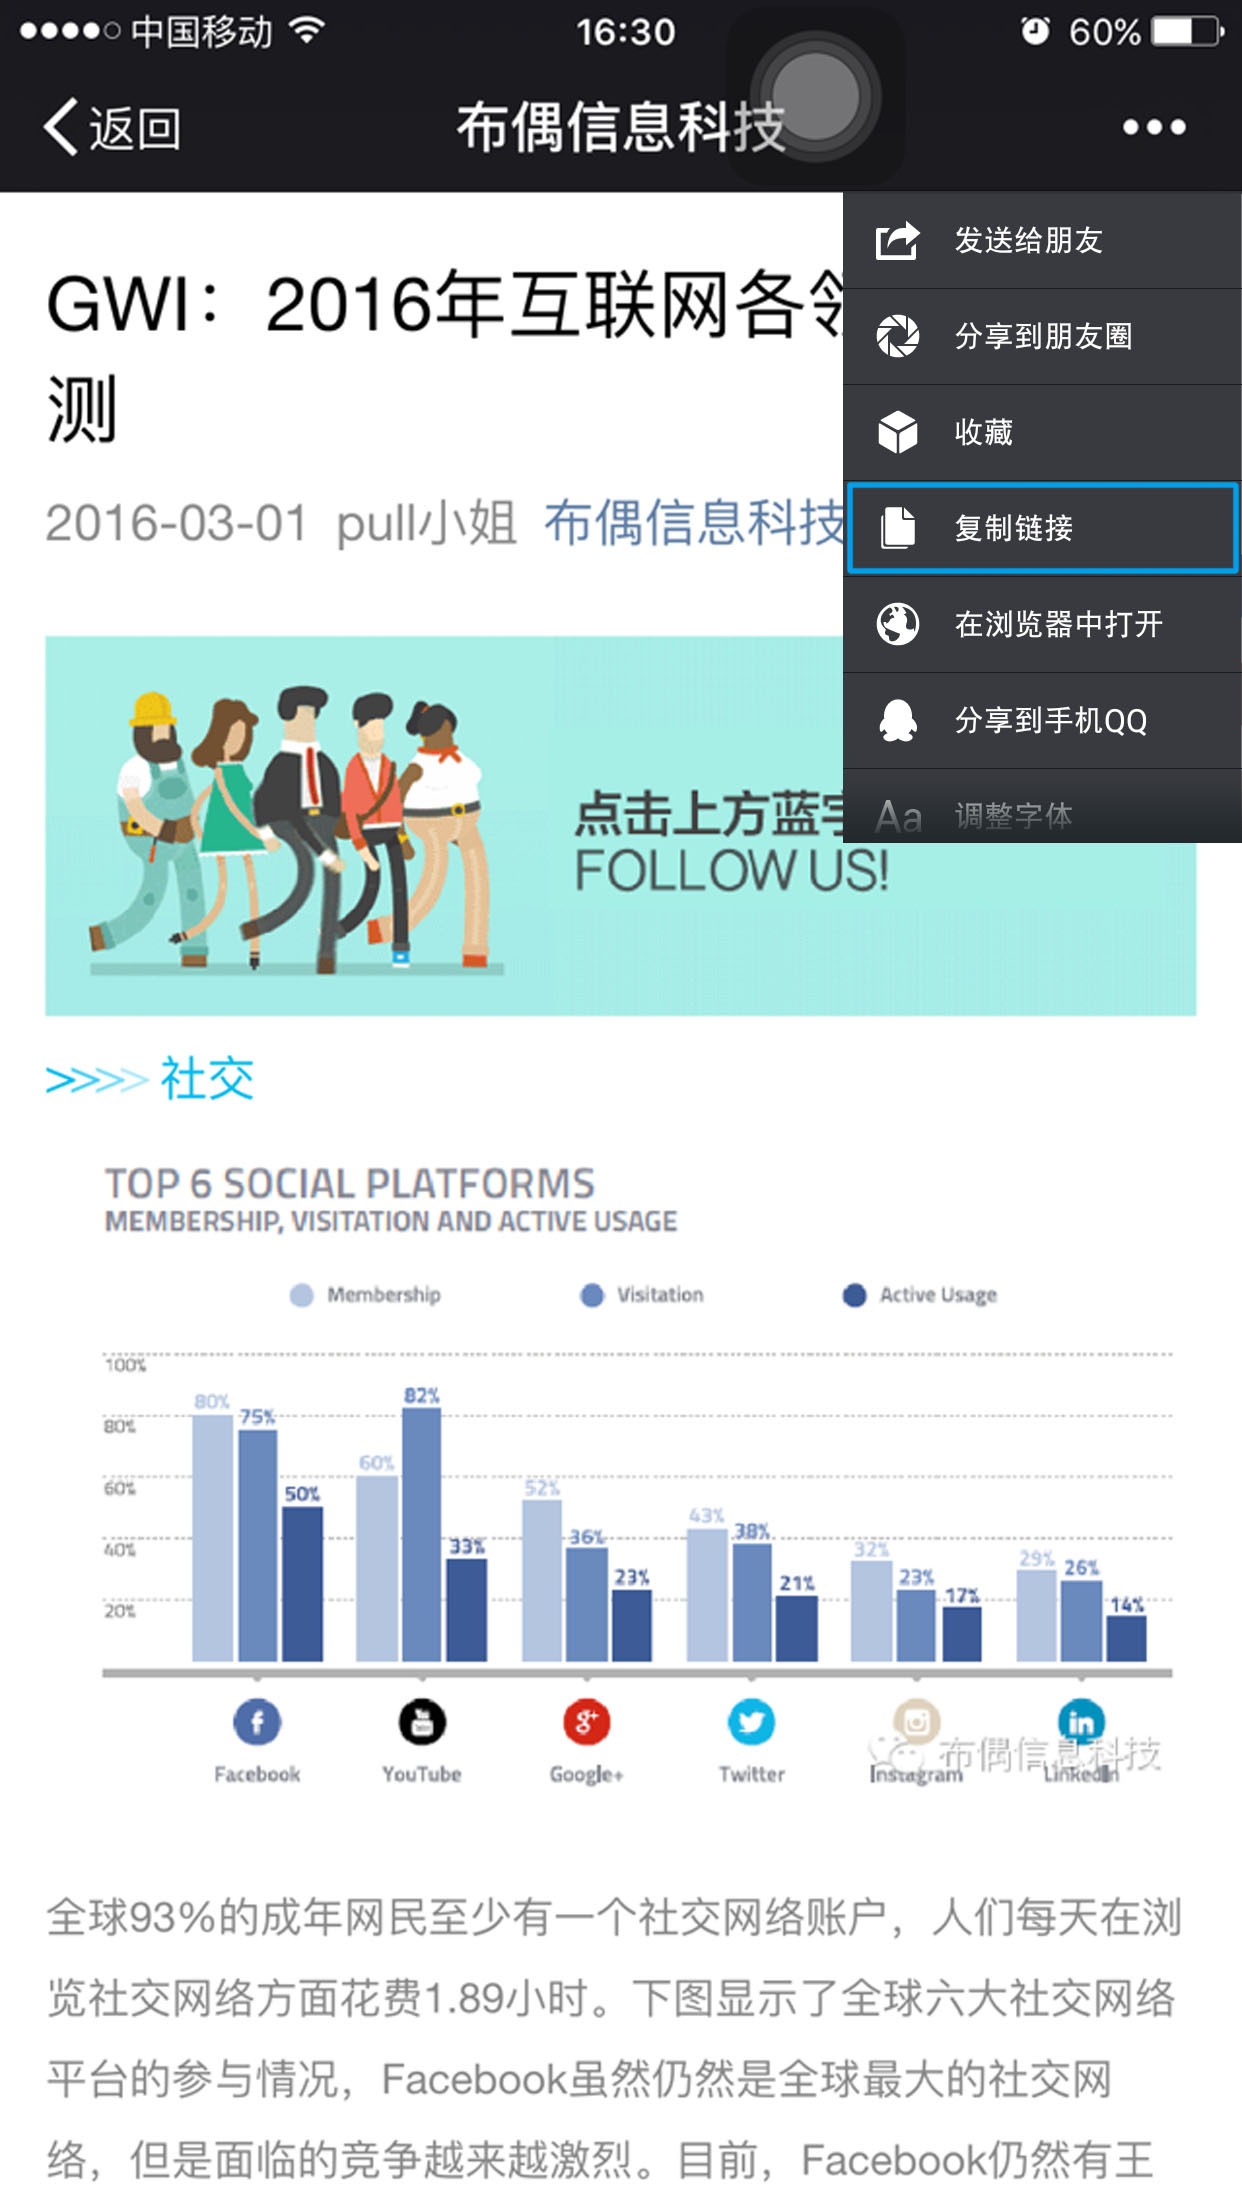 中国移动 16:30 60%
返回 布偶信息科技
发送给朋友
分享到朋友圈
收藏
复制链接
在浏览器中打开
分享到手机QQ
Aa 调整字体
GWI：2016年互联网各领
测
2016-03-01 pull小姐 布偶信息科技
点击上方蓝字
FOLLOW US!
>>>> 社交
TOP 6 SOCIAL PLATFORMS
MEMBERSHIP, VISITATION AND ACTIVE USAGE
Membership Visitation Active Usage
100%
80%
60%
40%
20%
80% 75% 50%
60% 82% 33%
52% 36% 23%
43% 38% 21%
32% 23% 17%
29% 26% 14%
Facebook YouTube Google+ Twitter Instagram LinkedIn
布偶信息科技
全球93%的成年网民至少有一个社交网络账户，人们每天在浏
览社交网络方面花费1.89小时。下图显示了全球六大社交网络
平台的参与情况，Facebook虽然仍然是全球最大的社交网
络，但是面临的竞争越来越激烈。目前，Facebook仍然有王